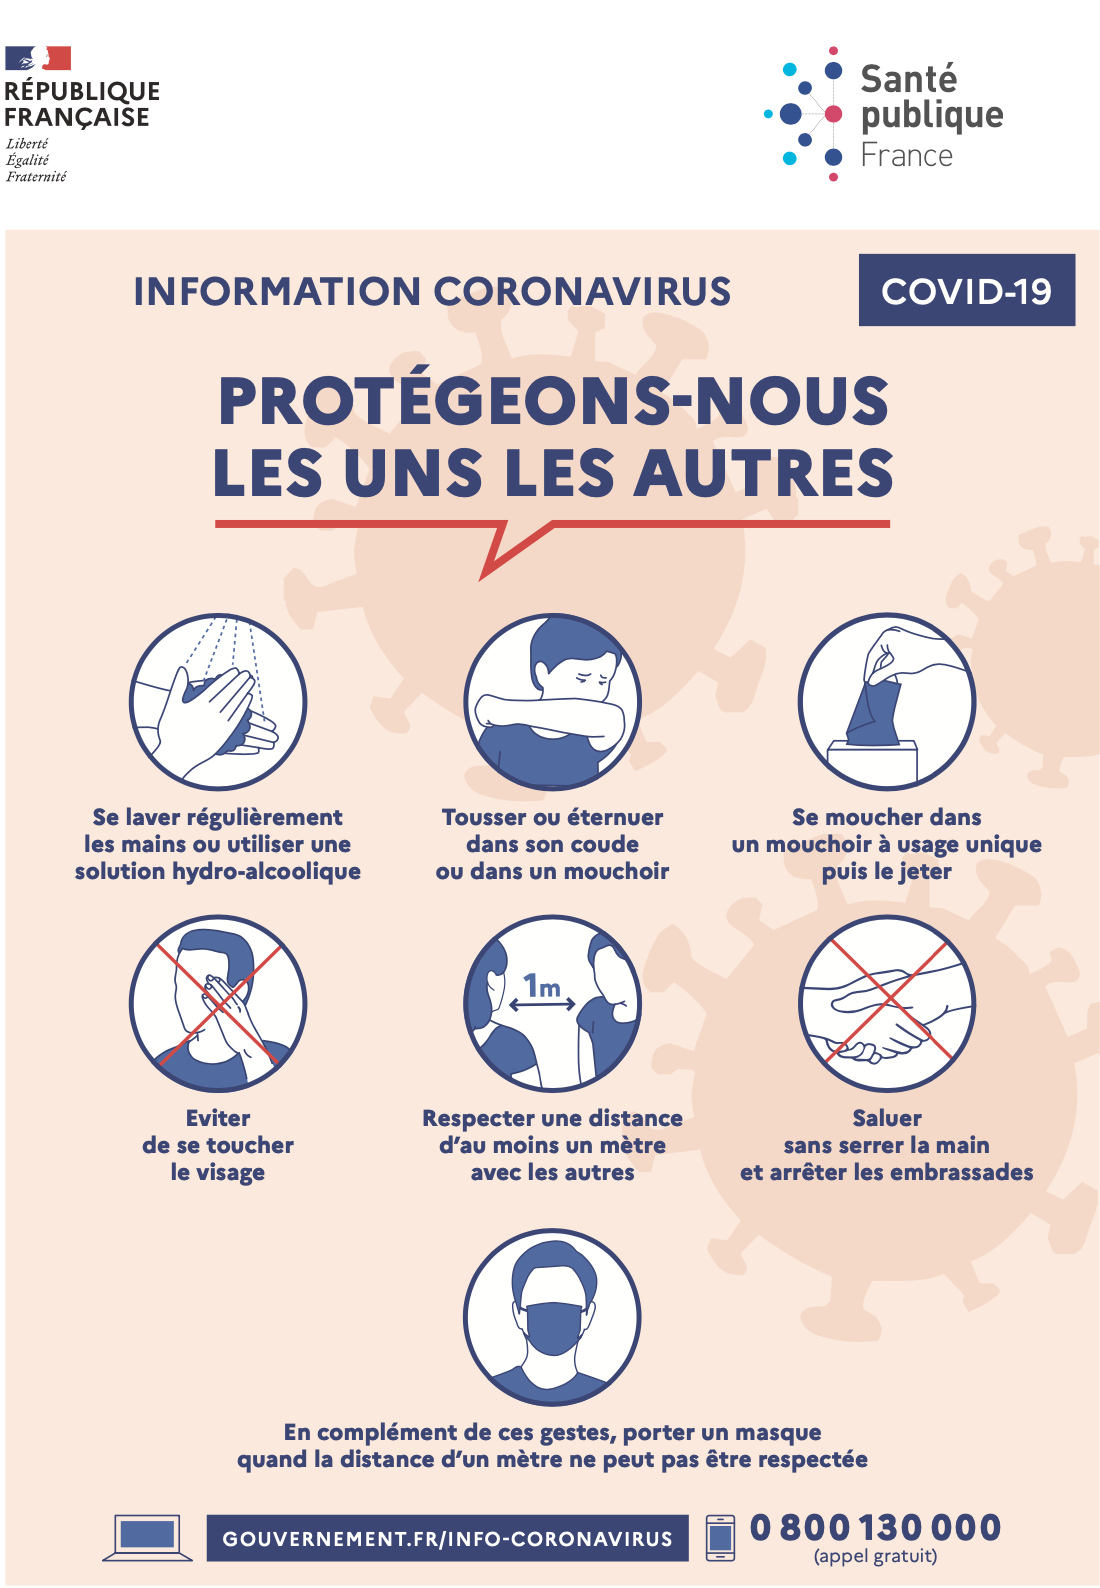 RÉPUBLIQUE
FRANÇAISE
Liberté
Égalité
Fraternité
Santé
publique
France
INFORMATION CORONAVIRUS
COVID-19
PROTÉGEONS-NOUS
LES UNS LES AUTRES
Se laver régulièrement
les mains ou utiliser une
solution hydro-alcoolique
Tousser ou éternuer
dans son coude
ou dans un mouchoir
Se moucher dans
un mouchoir à usage unique
puis le jeter
1m
Eviter
de se toucher
le visage
Respecter une distance
d'au moins un mètre
avec les autres
Saluer
sans serrer la main
et arrêter les embrassades
En complément de ces gestes, porter un masque
quand la distance d'un mètre ne peut pas être respectée
GOUVERNEMENT.FR/INFO-CORONAVIRUS
0 800 130 000
(appel gratuit)